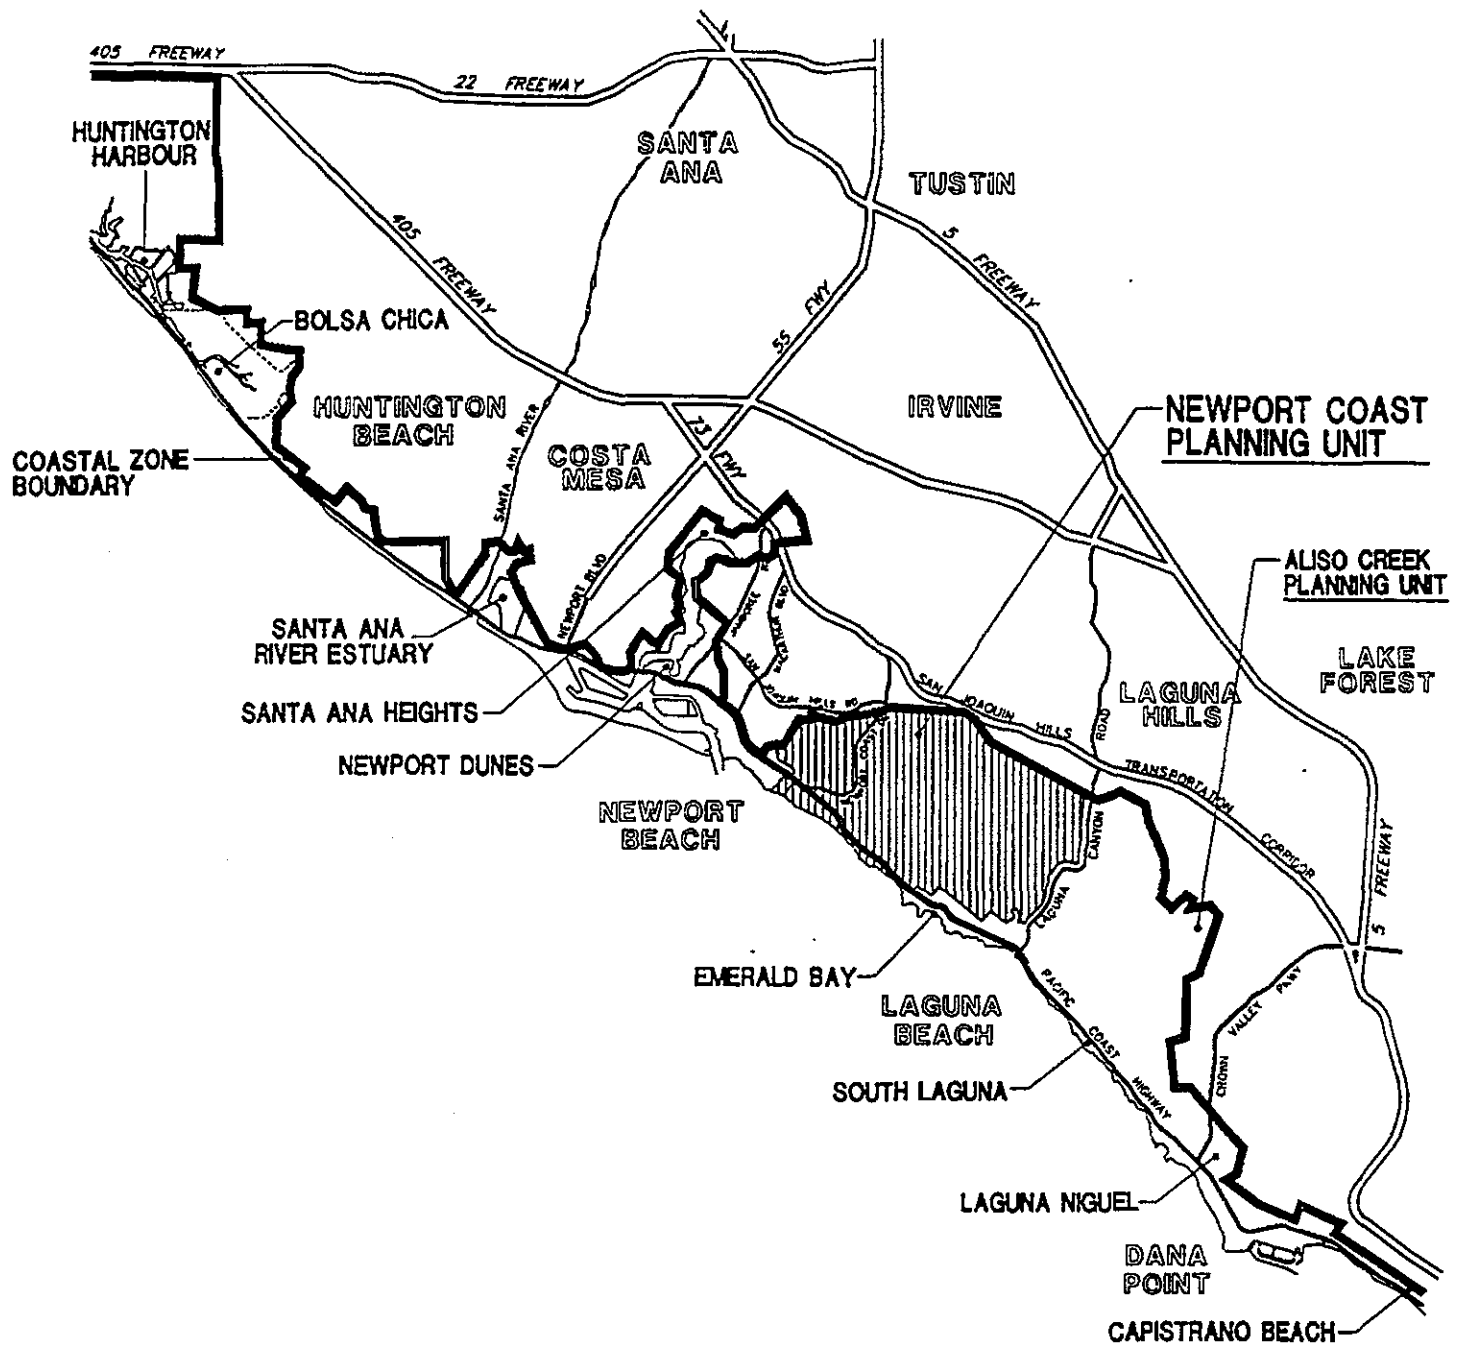 405 FREEWAY
22 FREEWAY
HUNTINGTON
HARBOUR
SANTA
ANA
TUSTIN
405 FREEWAY
5 FREEWAY
55 FWY
BOLSA CHICA
HUNTINGTON
BEACH
SANTA ANA RIVER
COSTA
MESA
73 FWY
IRVINE
NEWPORT COAST
PLANNING UNIT
COASTAL ZONE
BOUNDARY
ALISO CREEK
PLANNING UNIT
NEWPORT BLVD
SANTA ANA
RIVER ESTUARY
SAN JOAQUIN HILLS RD
LAKE
FOREST
LAGUNA
HILLS
SANTA ANA HEIGHTS
SAN JOAQUIN HILLS TRANSPORTATION CORRIDOR
NEWPORT DUNES
NEWPORT
BEACH
LAGUNA CANYON ROAD
5 FREEWAY
EMERALD BAY
LAGUNA
BEACH
PACIFIC COAST HIGHWAY
CROWN VALLEY PKWY
SOUTH LAGUNA
LAGUNA NIGUEL
DANA
POINT
CAPISTRANO BEACH